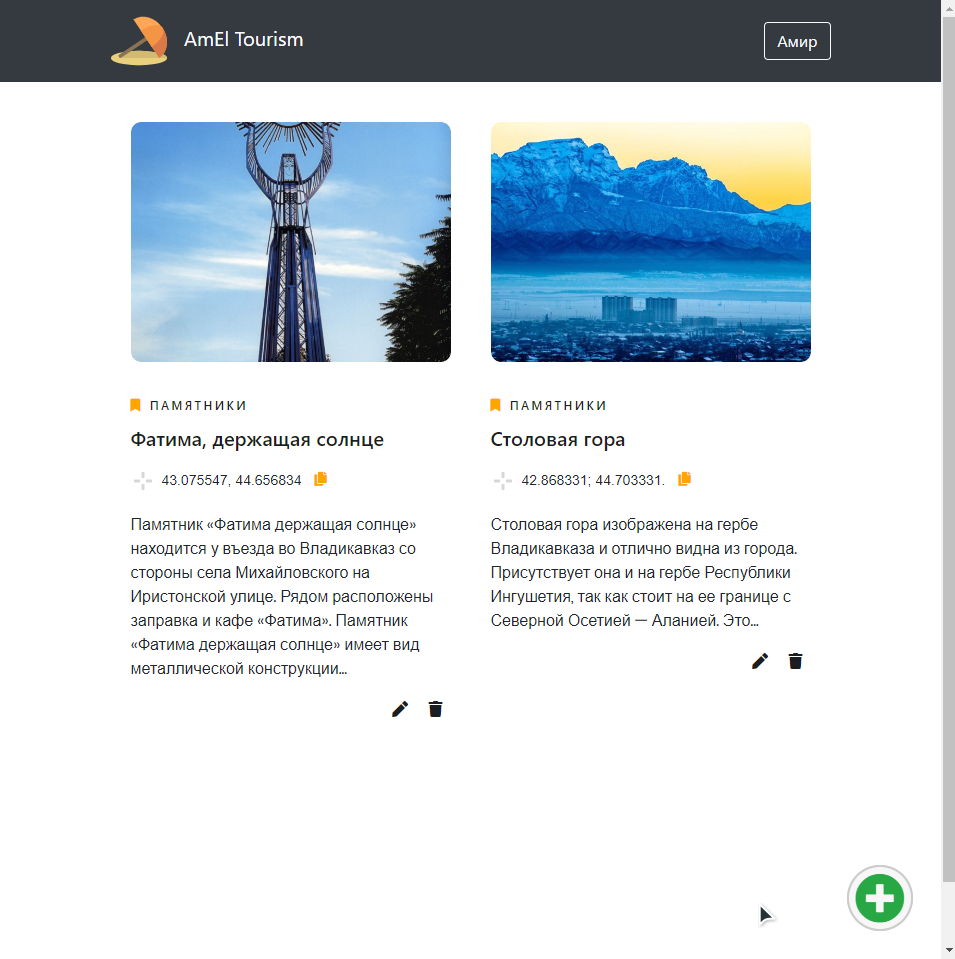 AmEl Tourism
Амир
ПАМЯТНИКИ
Фатима, держащая солнце
43.075547, 44.656834
Памятник «Фатима держащая солнце»
находится у въезда во Владикавказ со
стороны села Михайловского на
Иристонской улице. Рядом расположены
заправка и кафе «Фатима». Памятник
«Фатима держащая солнце» имеет вид
металлической конструкции...
ПАМЯТНИКИ
Столовая гора
42.868331; 44.703331.
Столовая гора изображена на гербе
Владикавказа и отлично видна из города.
Присутствует она и на гербе Республики
Ингушетия, так как стоит на ее границе с
Северной Осетией — Аланией. Это...